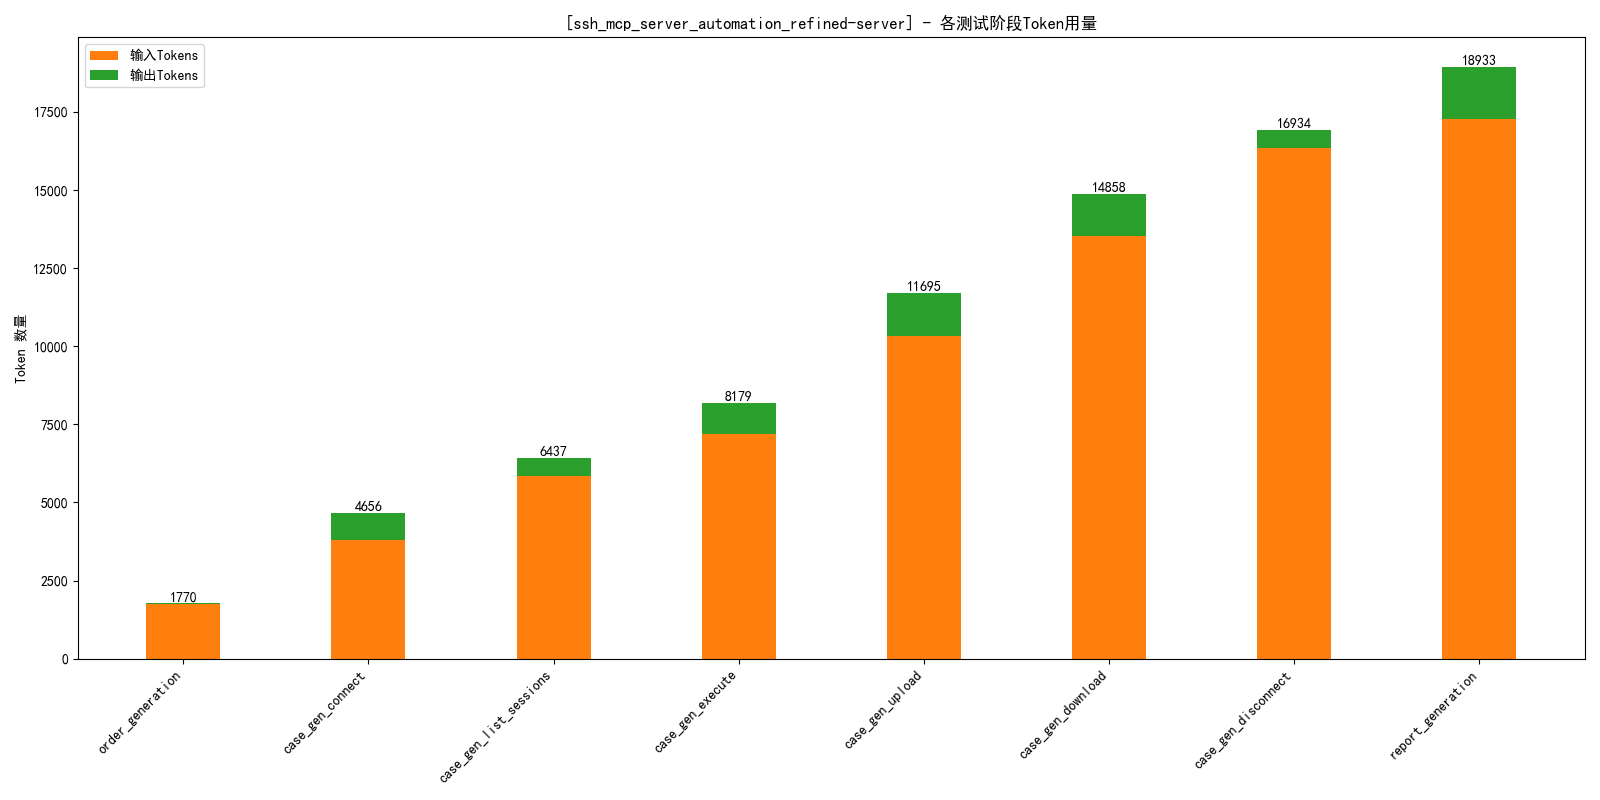 [ssh_mcp_server_automation_refined-server] - 各测试阶段Token用量
输入Tokens
输出Tokens
Token 数量
17500
15000
12500
10000
7500
5000
2500
0
1770
4656
6437
8179
11695
14858
16934
18933
order_generation
case_gen_connect
case_gen_list_sessions
case_gen_execute
case_gen_upload
case_gen_download
case_gen_disconnect
report_generation